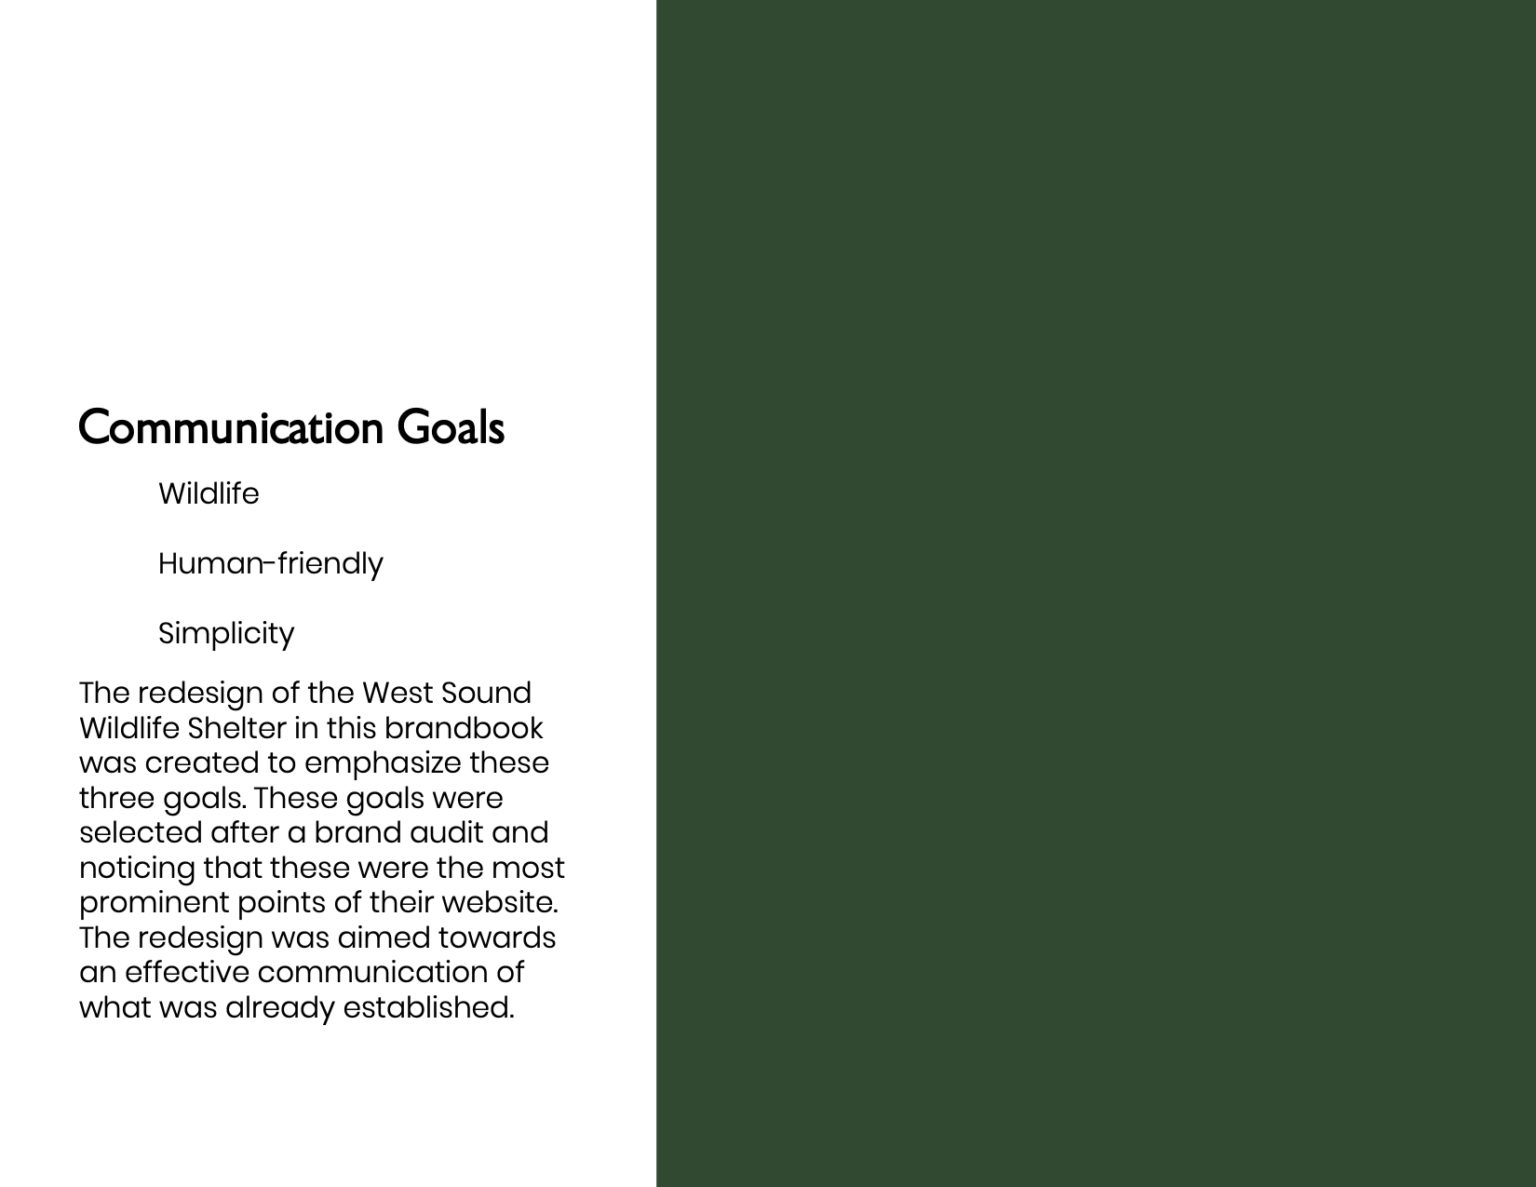 Communication Goals
Wildlife
Human-friendly
Simplicity
The redesign of the West Sound
Wildlife Shelter in this brandbook
was created to emphasize these
three goals. These goals were
selected after a brand audit and
noticing that these were the most
prominent points of their website.
The redesign was aimed towards
an effective communication of
what was already established.